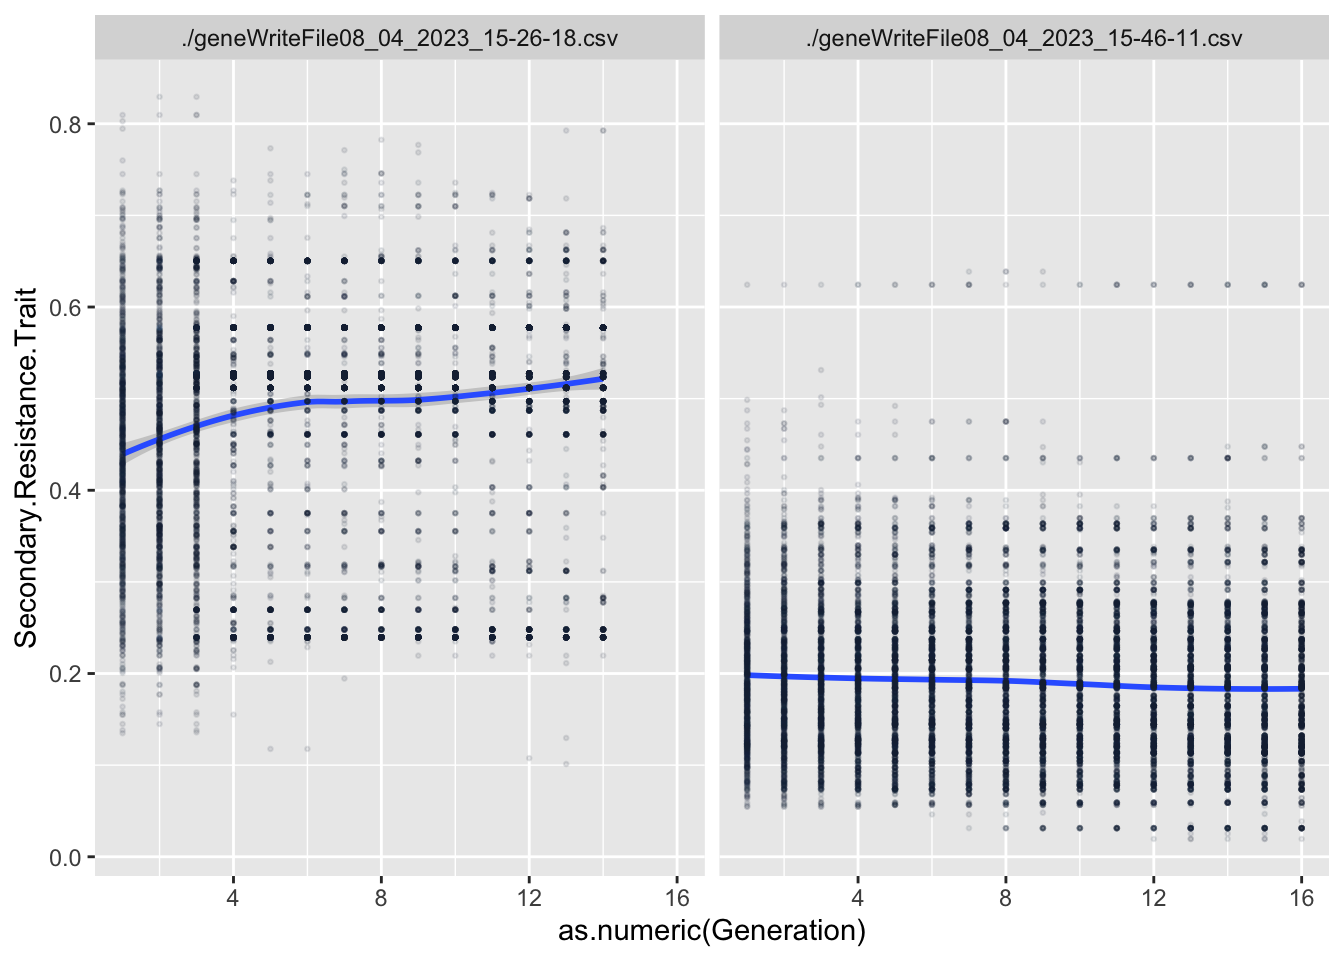 ./geneWriteFile08_04_2023_15-26-18.csv
./geneWriteFile08_04_2023_15-46-11.csv
Secondary.Resistance.Trait
0.8
0.6
0.4
0.2
0.0
4 8 12 16
4 8 12 16
as.numeric(Generation)